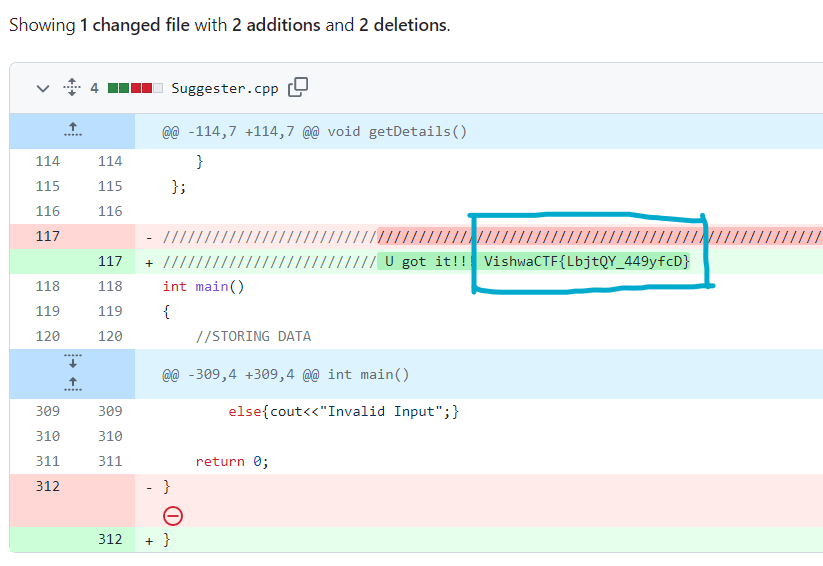 Showing 1 changed file with 2 additions and 2 deletions.
4 Suggester.cpp
@@ -114,7 +114,7 @@ void getDetails()
114 114 }
115 115 };
116 116
117 - ////////////////////////////////////////////////////////////////////////////////
117 + ////////////////////////// U got it!!! VishwaCTF{LbjtQY_449yfcD}
118 118 int main()
119 119 {
120 120 //STORING DATA
@@ -309,4 +309,4 @@ int main()
309 309 else{cout<<"Invalid Input";}
310 310
311 311 return 0;
312 - }
312 + }